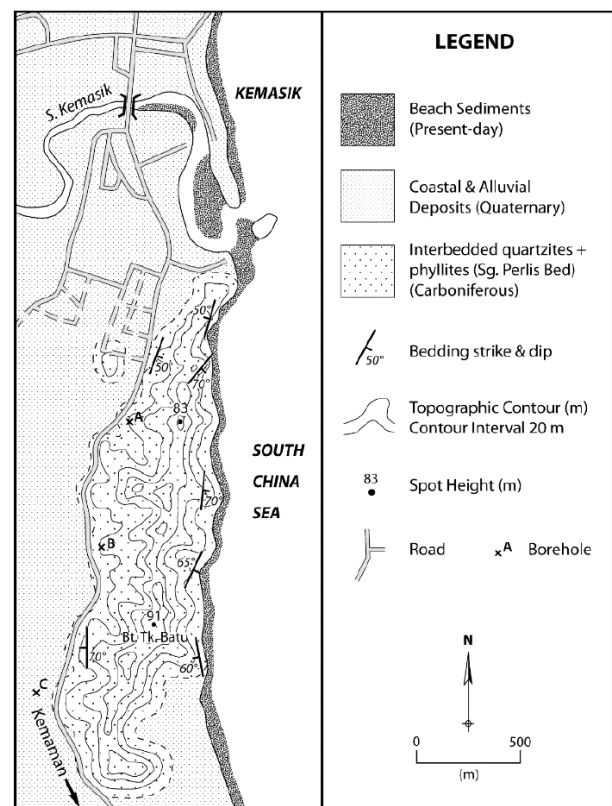 S. Kemasik
KEMASIK
50°
50°
70°
83
A
SOUTH
CHINA
SEA
70°
B
65°
91
Bt. Tk. Batu
70°
60°
C
Kemaman
LEGEND
Beach Sediments
(Present-day)
Coastal & Alluvial
Deposits (Quaternary)
Interbedded quartzites +
phyllites (Sg. Perlis Bed)
(Carboniferous)
50°
Bedding strike & dip
Topographic Contour (m)
Contour Interval 20 m
83
Spot Height (m)
Road
A
Borehole
N
0
500
(m)